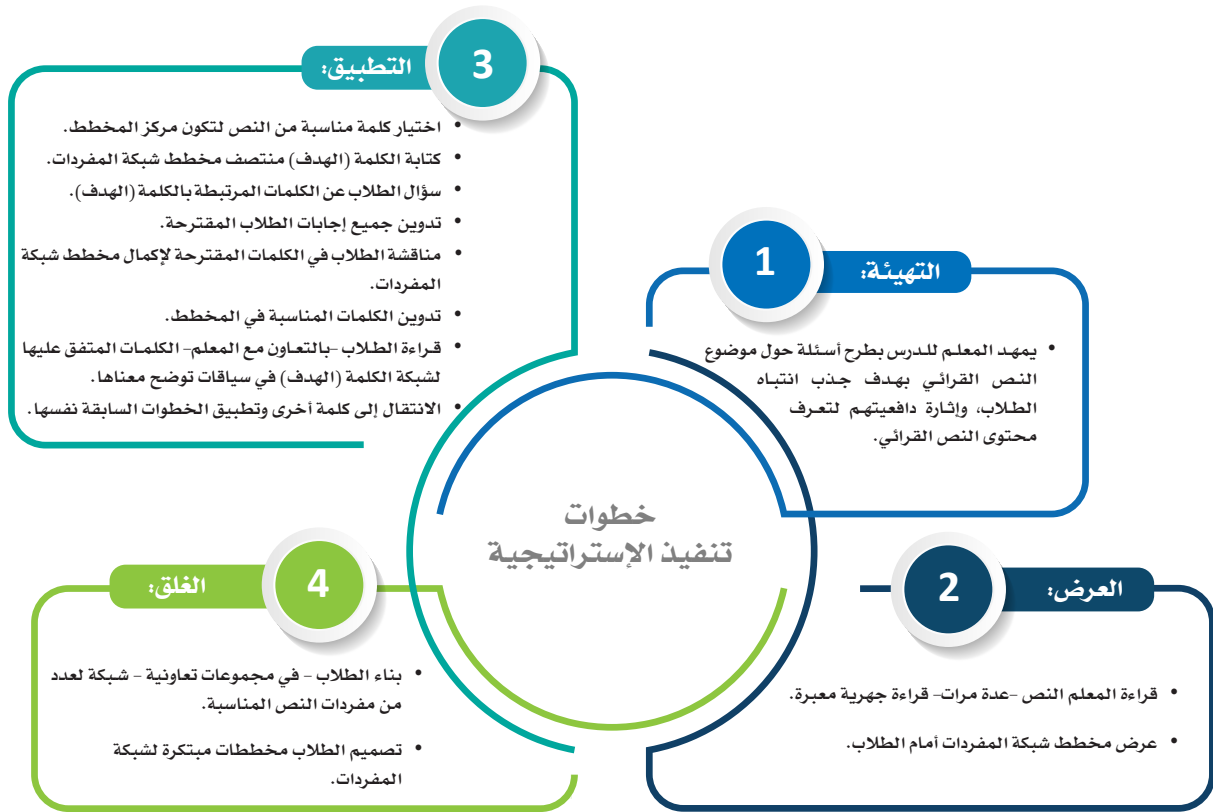 خطوات
تنفيذ الإستراتيجية
1
التهيئة:
• يمهد المعلم للدرس بطرح أسئلة حول موضوع
النص القرائي بهدف جذب انتباه
الطلاب، وإثارة دافعيتهم لتعرف
محتوى النص القرائي.
2
العرض:
• قراءة المعلم النص -عدة مرات- قراءة جهرية معبرة.
• عرض مخطط شبكة المفردات أمام الطلاب.
3
التطبيق:
• اختيار كلمة مناسبة من النص لتكون مركز المخطط.
• كتابة الكلمة (الهدف) منتصف مخطط شبكة المفردات.
• سؤال الطلاب عن الكلمات المرتبطة بالكلمة (الهدف).
• تدوين جميع إجابات الطلاب المقترحة.
• مناقشة الطلاب في الكلمات المقترحة لإكمال مخطط شبكة
المفردات.
• تدوين الكلمات المناسبة في المخطط.
• قراءة الطلاب -بالتعاون مع المعلم- الكلمات المتفق عليها
لشبكة الكلمة (الهدف) في سياقات توضح معناها.
• الانتقال إلى كلمة أخرى وتطبيق الخطوات السابقة نفسها.
4
الغلق:
• بناء الطلاب - في مجموعات تعاونية - شبكة لعدد
من مفردات النص المناسبة.
• تصميم الطلاب مخططات مبتكرة لشبكة
المفردات.